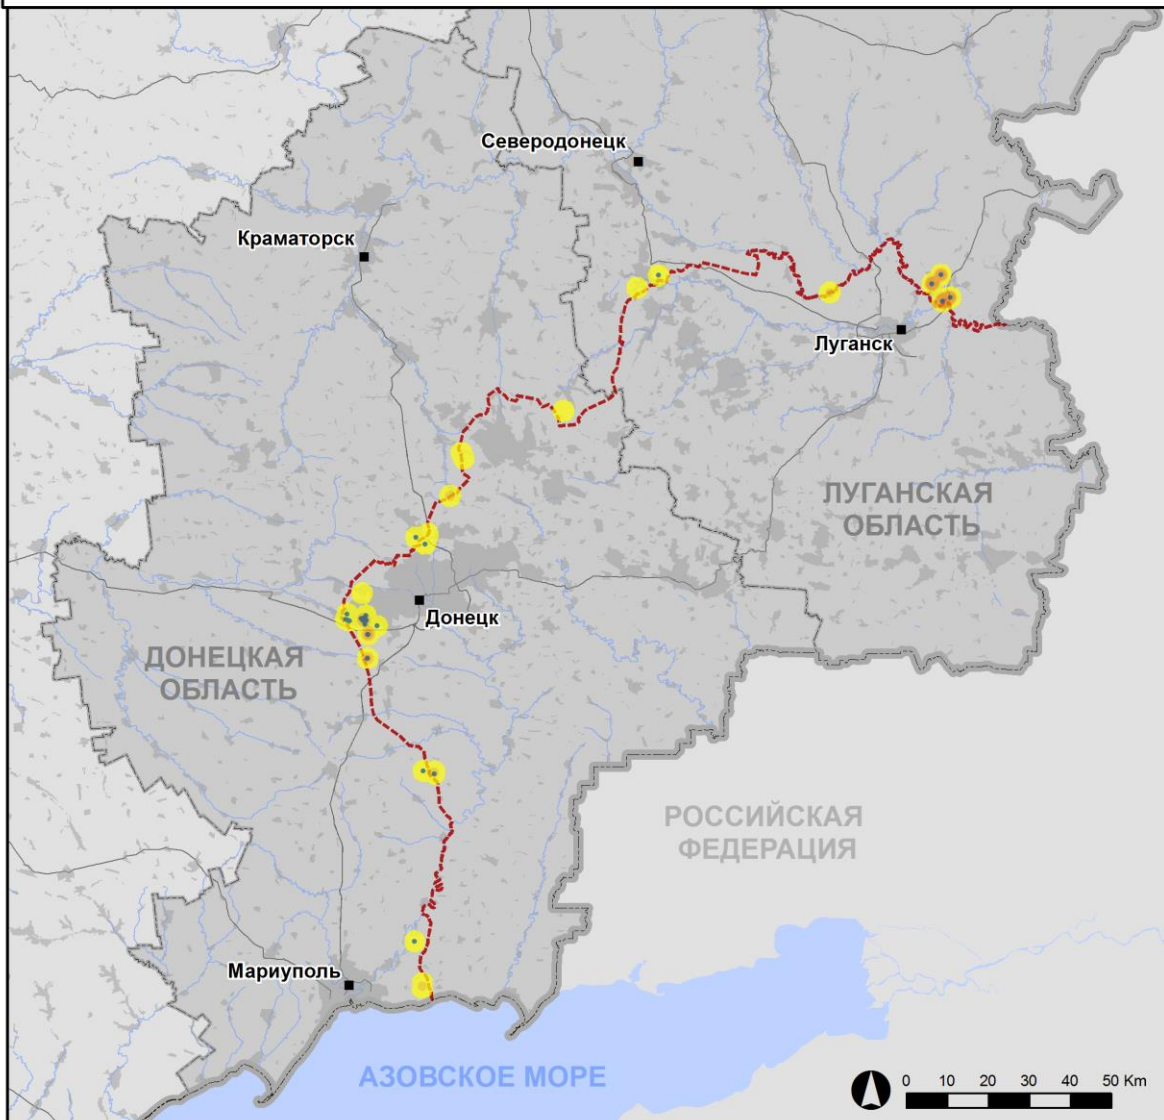 Северодонецк
Краматорск
Луганск
ЛУГАНСКАЯ
ОБЛАСТЬ
Донецк
ДОНЕЦКАЯ
ОБЛАСТЬ
РОССИЙСКАЯ
ФЕДЕРАЦИЯ
Мариуполь
АЗОВСКОЕ МОРЕ
0 10 20 30 40 50 Km